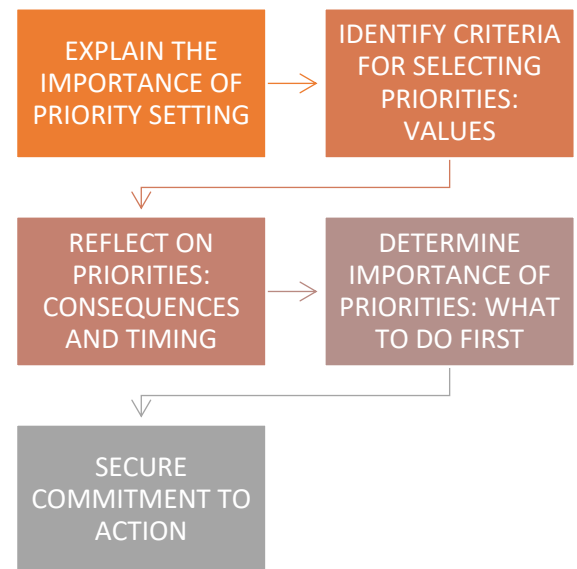 EXPLAIN THE
IMPORTANCE OF
PRIORITY SETTING
IDENTIFY CRITERIA
FOR SELECTING
PRIORITIES:
VALUES
REFLECT ON
PRIORITIES:
CONSEQUENCES
AND TIMING
DETERMINE
IMPORTANCE OF
PRIORITIES: WHAT
TO DO FIRST
SECURE
COMMITMENT TO
ACTION